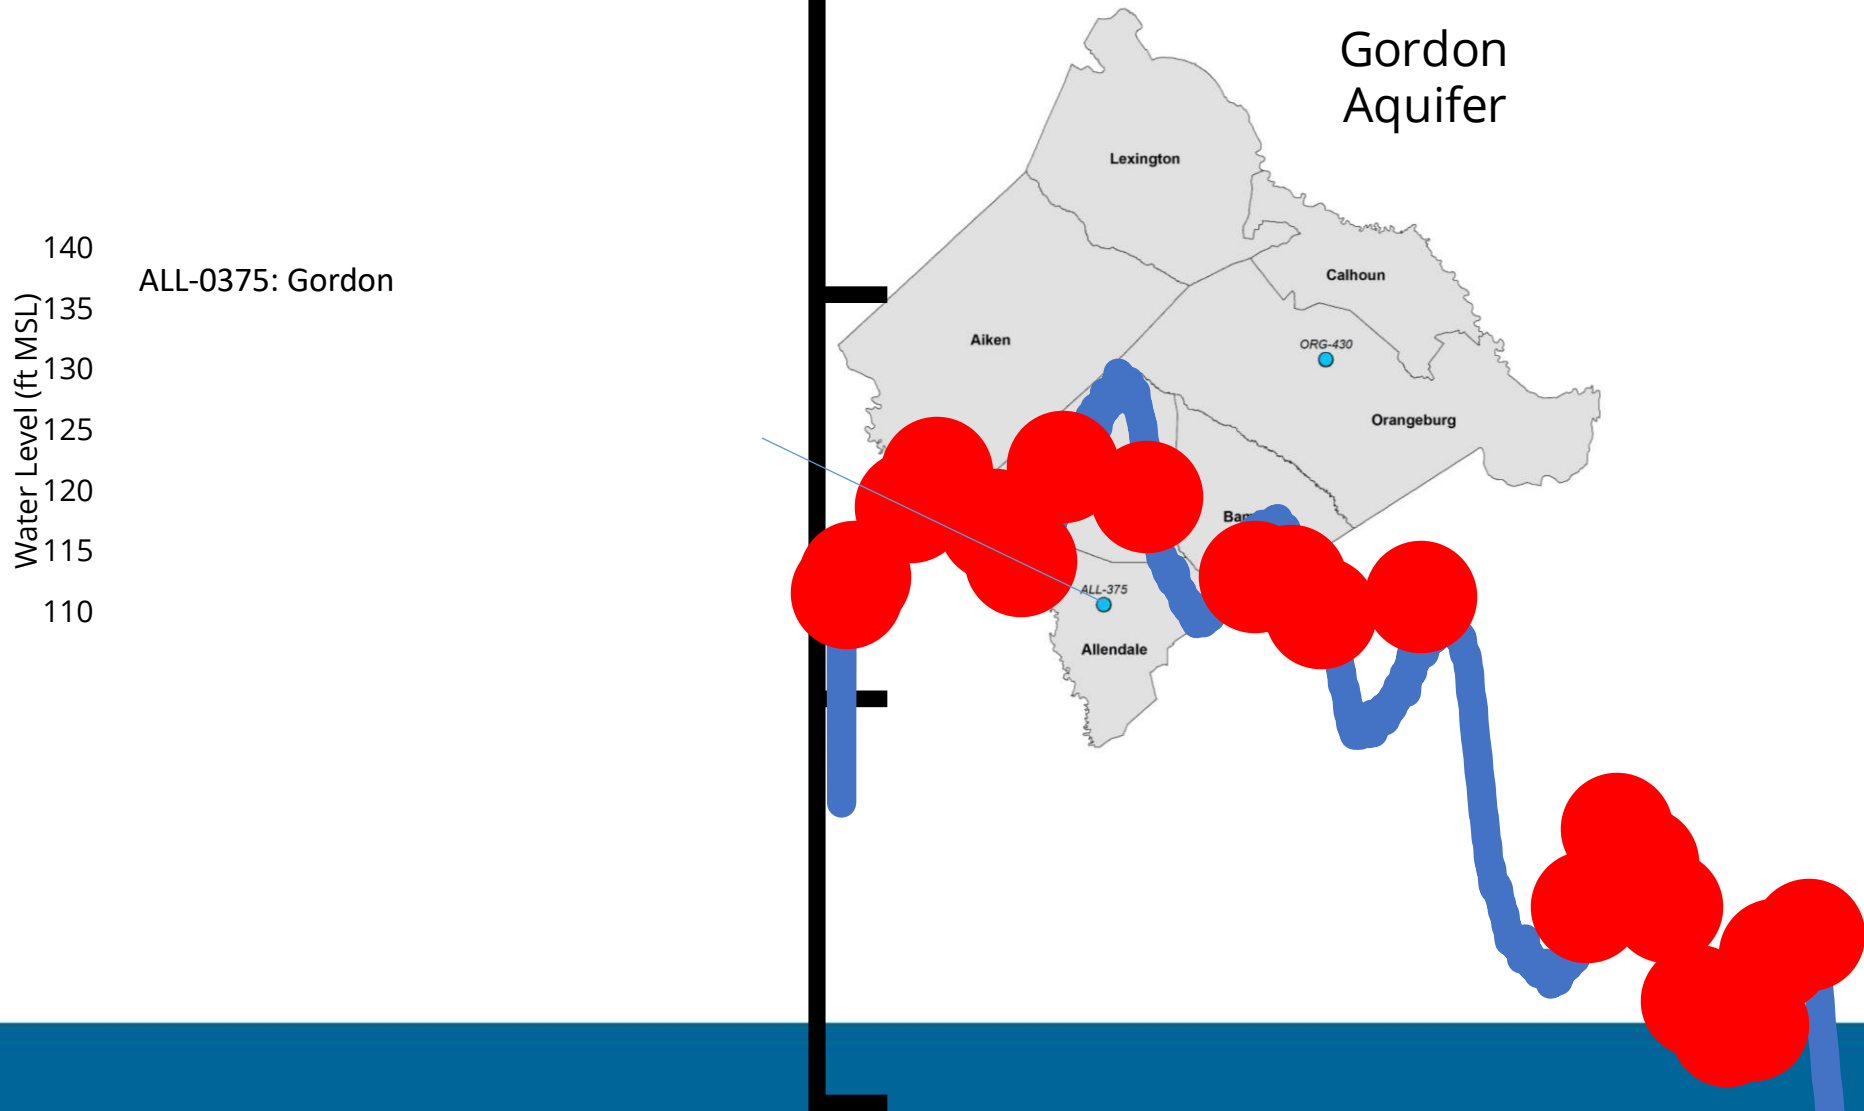 Gordon
Aquifer
Lexington
140
ALL-0375: Gordon
Calhoun
135
Water Level (ft MSL)
Aiken
ORG-430
130
125
Orangeburg
120
115
110
ALL-375
Allendale